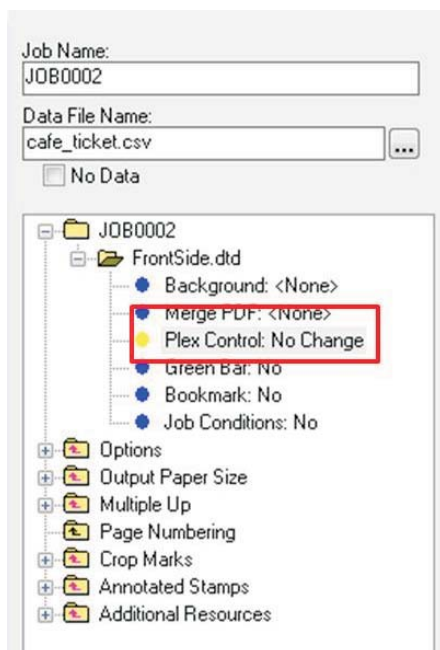 Job Name:
JOB0002
Data File Name:
cafe_ticket.csv
...
No Data
JOB0002
FrontSide.dtd
Background: <None>
Merge PDF: <None>
Plex Control: No Change
Green Bar: No
Bookmark: No
Job Conditions: No
Options
Output Paper Size
Multiple Up
Page Numbering
Crop Marks
Annotated Stamps
Additional Resources